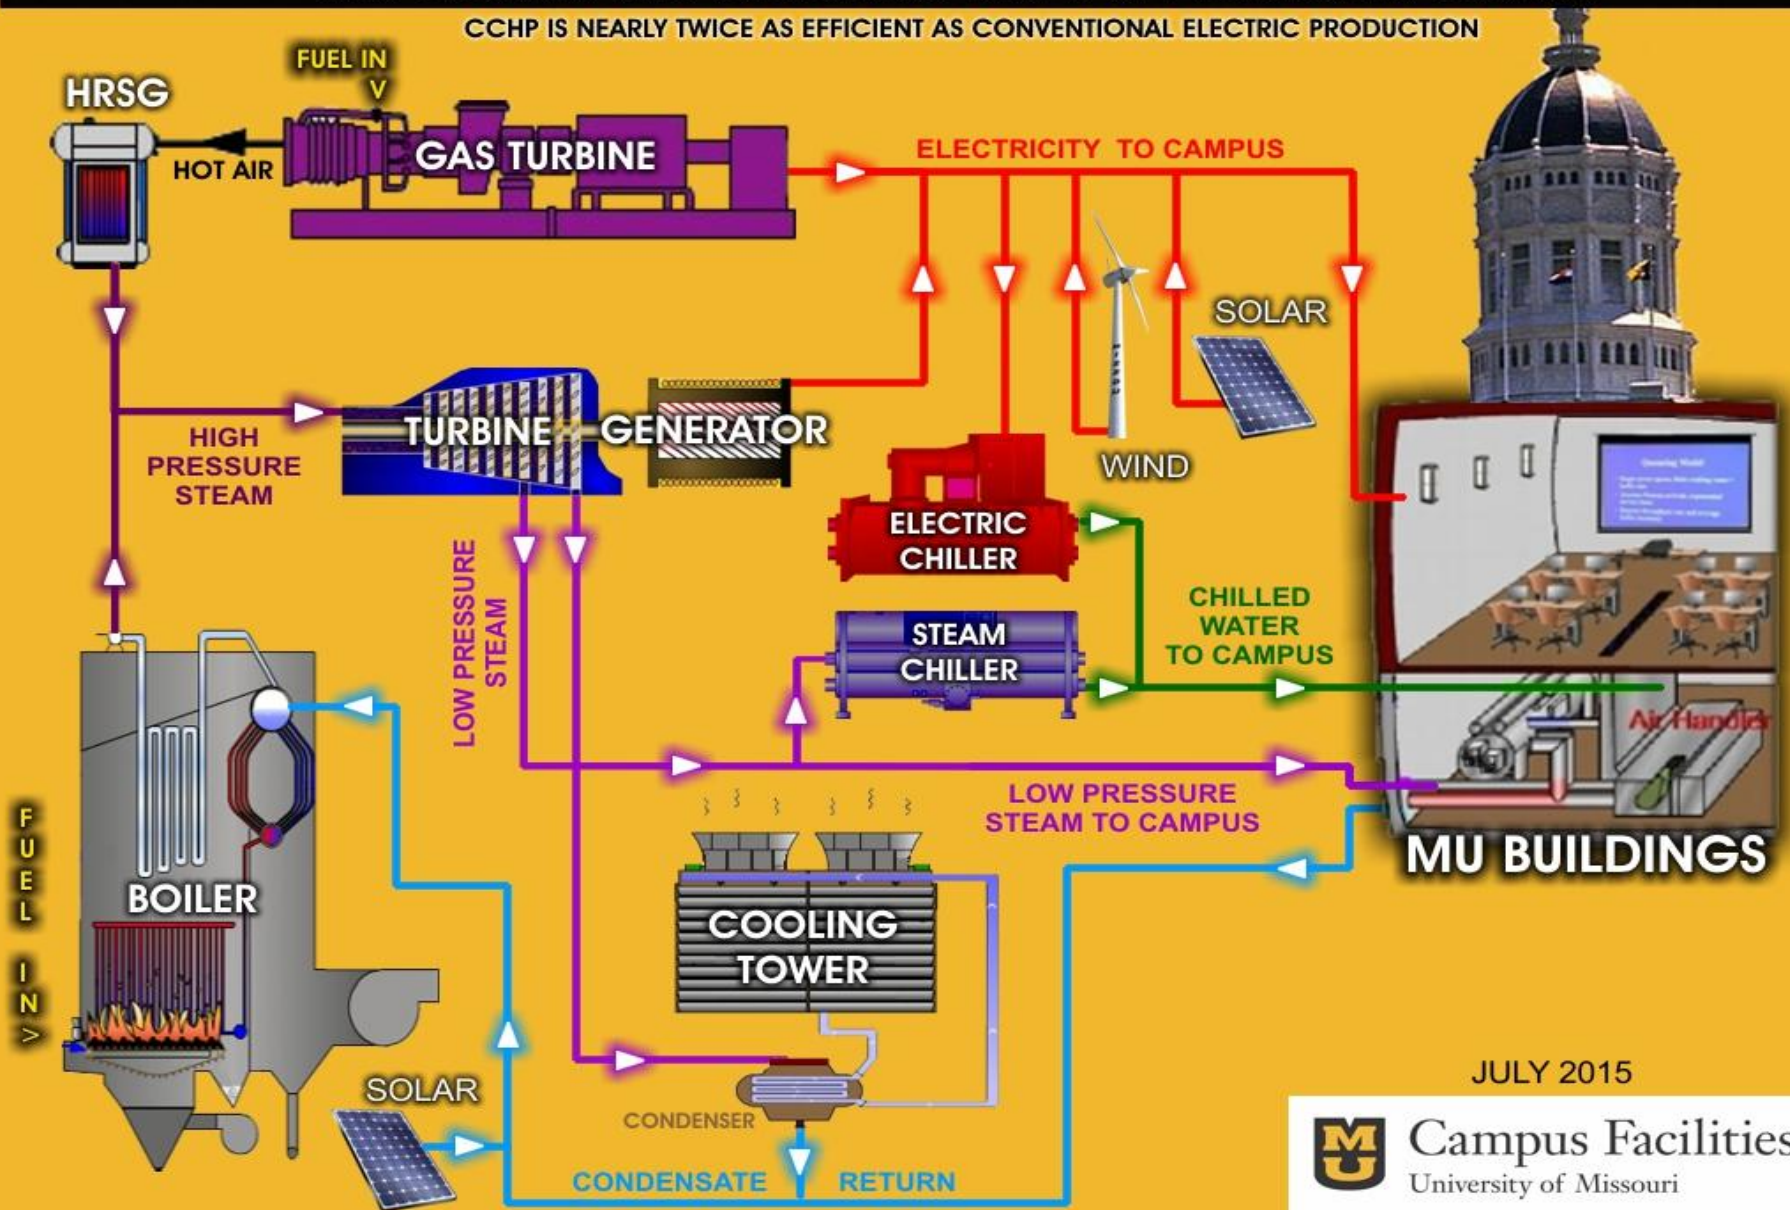 CCHP IS NEARLY TWICE AS EFFICIENT AS CONVENTIONAL ELECTRIC PRODUCTION
FUEL IN
V
HRSG
HOT AIR
GAS TURBINE
ELECTRICITY TO CAMPUS
SOLAR
WIND
HIGH
PRESSURE
STEAM
TURBINE
GENERATOR
ELECTRIC
CHILLER
LOW PRESSURE
STEAM
STEAM
CHILLER
CHILLED
WATER
TO CAMPUS
Air Handler
LOW PRESSURE
STEAM TO CAMPUS
MU BUILDINGS
FUEL IN >
BOILER
COOLING
TOWER
SOLAR
CONDENSER
CONDENSATE RETURN
JULY 2015
MU
Campus Facilities
University of Missouri